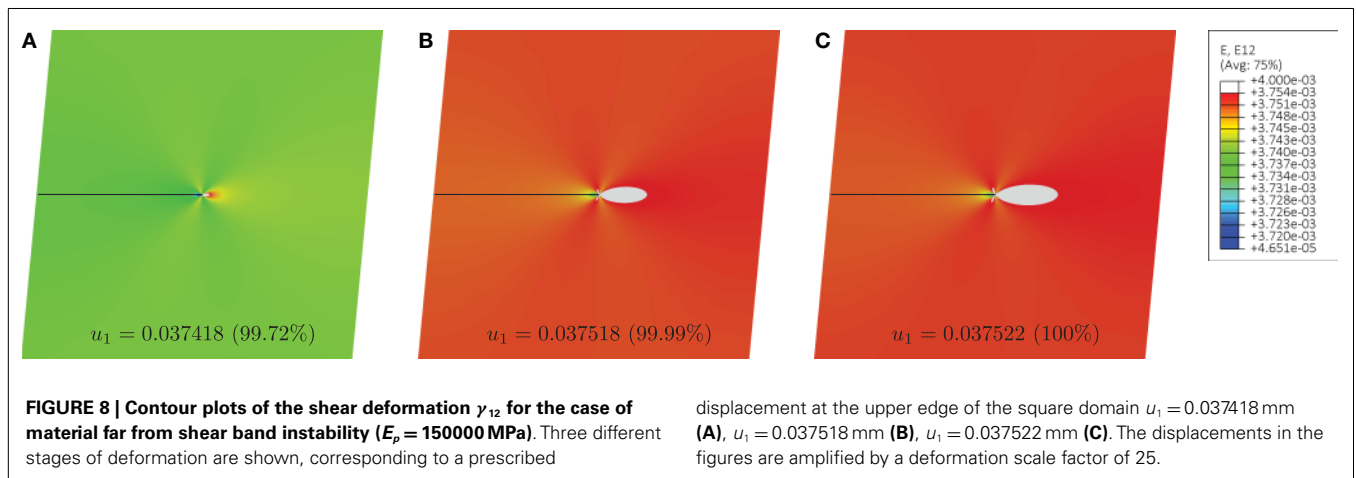 A
B
C
u₁ = 0.037418 (99.72%)
u₁ = 0.037518 (99.99%)
u₁ = 0.037522 (100%)
E, E12
(Avg: 75%)
+4.000e-03
+3.754e-03
+3.751e-03
+3.748e-03
+3.745e-03
+3.743e-03
+3.740e-03
+3.737e-03
+3.734e-03
+3.731e-03
+3.728e-03
+3.726e-03
+3.723e-03
+3.720e-03
+4.651e-05
FIGURE 8 | Contour plots of the shear deformation γ₁₂ for the case of
material far from shear band instability (Eₚ = 150000 MPa). Three different
stages of deformation are shown, corresponding to a prescribed
displacement at the upper edge of the square domain u₁ = 0.037418 mm
(A), u₁ = 0.037518 mm (B), u₁ = 0.037522 mm (C). The displacements in the
figures are amplified by a deformation scale factor of 25.